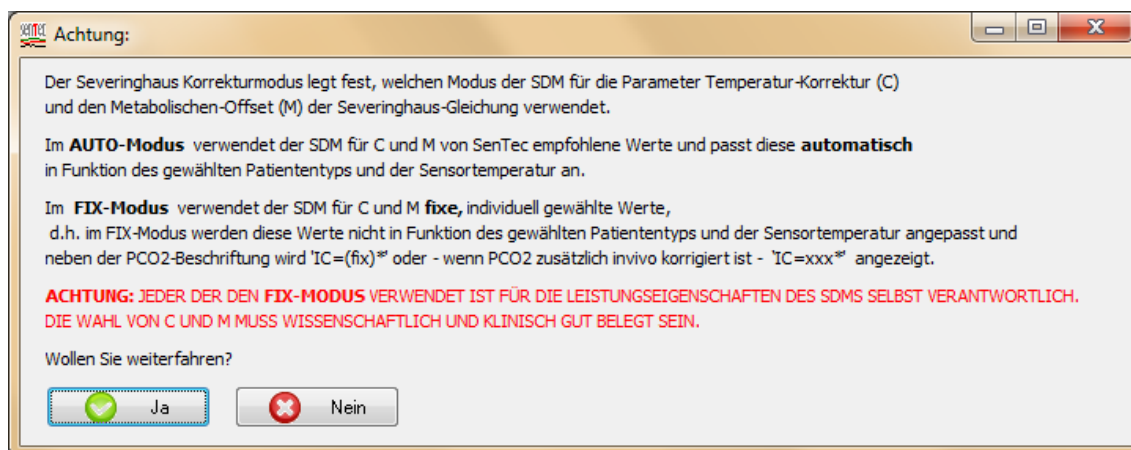 SenTec
Achtung:
Der Severinghaus Korrekturmodus legt fest, welchen Modus der SDM für die Parameter Temperatur-Korrektur (C)
und den Metabolischen-Offset (M) der Severinghaus-Gleichung verwendet.
Im AUTO-Modus verwendet der SDM für C und M von SenTec empfohlene Werte und passt diese automatisch
in Funktion des gewählten Patiententyps und der Sensortemperatur an.
Im FIX-Modus verwendet der SDM für C und M fixe, individuell gewählte Werte,
d.h. im FIX-Modus werden diese Werte nicht in Funktion des gewählten Patiententyps und der Sensortemperatur angepasst und
neben der PCO2-Beschriftung wird 'IC=(fix)*' oder - wenn PCO2 zusätzlich invivo korrigiert ist - 'IC=xxx*' angezeigt.
ACHTUNG: JEDER DER DEN FIX-MODUS VERWENDET IST FÜR DIE LEISTUNGSEIGENSCHAFTEN DES SDMS SELBST VERANTWORTLICH.
DIE WAHL VON C UND M MUSS WISSENSCHAFTLICH UND KLINISCH GUT BELEGT SEIN.
Wollen Sie weiterfahren?
Ja
Nein